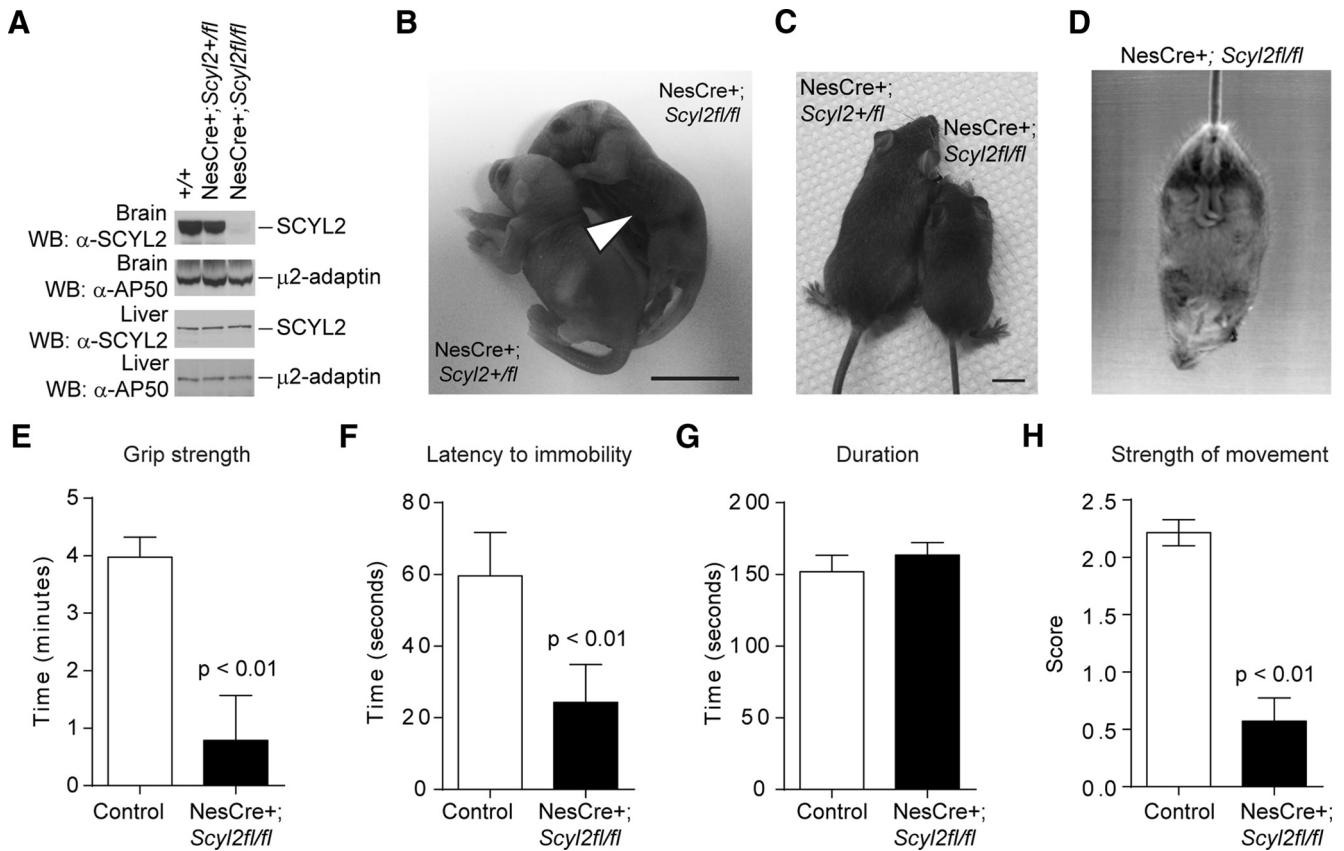 A
+/+
NesCre+;Scyl2+/fl
NesCre+;Scyl2fl/fl
Brain
WB: α-SCYL2
SCYL2
Brain
WB: α-AP50
μ2-adaptin
Liver
WB: α-SCYL2
SCYL2
Liver
WB: α-AP50
μ2-adaptin
B
NesCre+;
Scyl2fl/fl
NesCre+;
Scyl2+/fl
C
NesCre+;
Scyl2+/fl
NesCre+;
Scyl2fl/fl
D
NesCre+; Scyl2fl/fl
E
Grip strength
Time (minutes)
5
4
3
2
1
0
p < 0.01
Control
NesCre+;
Scyl2fl/fl
F
Latency to immobility
Time (seconds)
80
60
40
20
0
p < 0.01
Control
NesCre+;
Scyl2fl/fl
G
Duration
Time (seconds)
200
150
100
50
0
Control
NesCre+;
Scyl2fl/fl
H
Strength of movement
Score
2.5
2.0
1.5
1.0
0.5
0.0
p < 0.01
Control
NesCre+;
Scyl2fl/fl